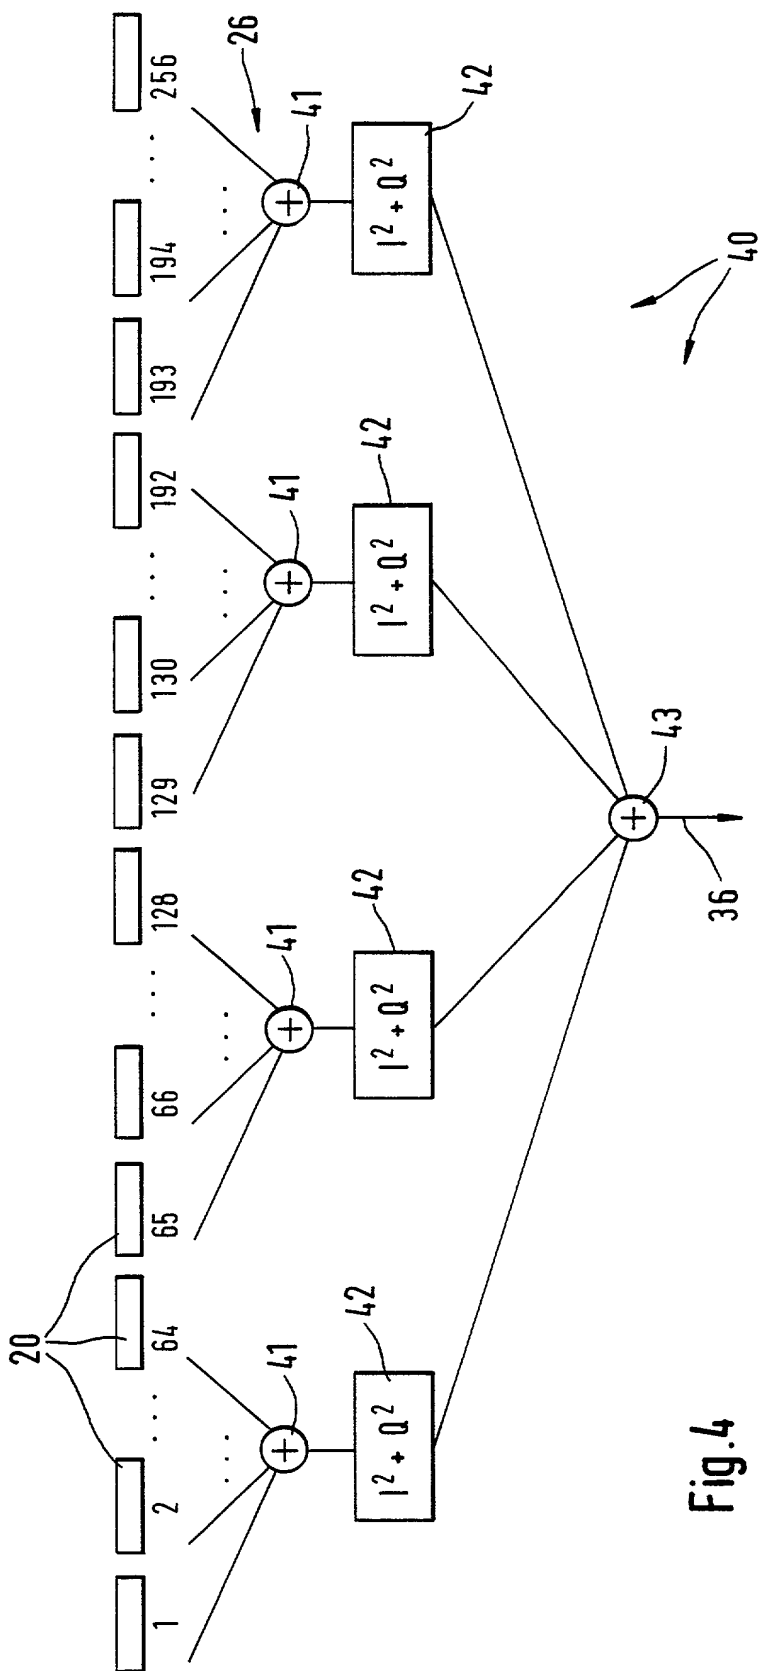 20
1 2 . . . 64 65 66 . . . 128 129 130 . . . 192 193 194 . . . 256
26
. . . . . . . . . . . .
+ 41 + 41 + 41 + 41
I² + Q² 42 I² + Q² 42 I² + Q² 42 I² + Q² 42
+ 43
36
40
Fig.4